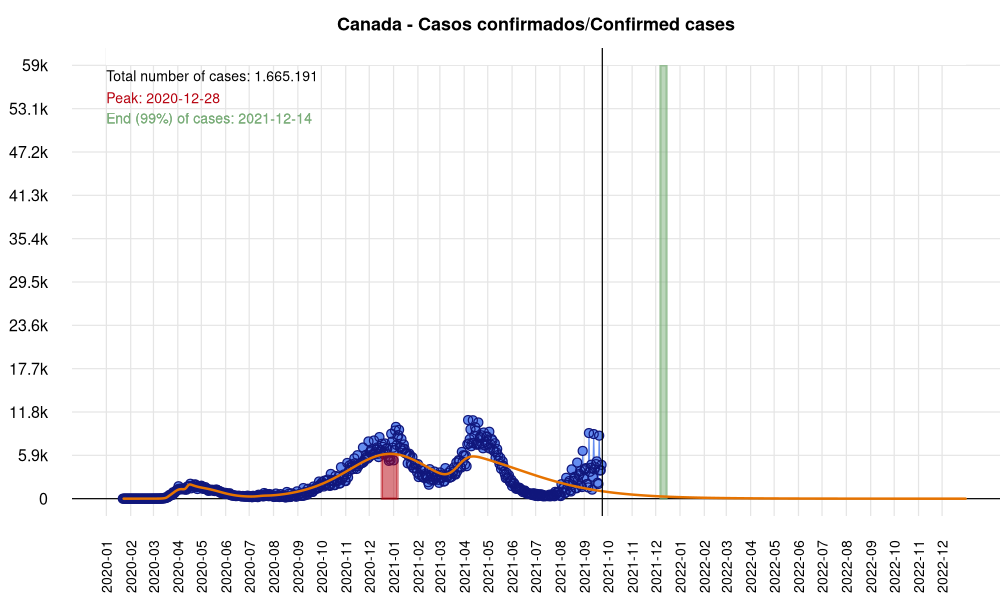 Canada - Casos confirmados/Confirmed cases
Total number of cases: 1.665.191
Peak: 2020-12-28
End (99%) of cases: 2021-12-14
59k
53.1k
47.2k
41.3k
35.4k
29.5k
23.6k
17.7k
11.8k
5.9k
0
2020-01
2020-02
2020-03
2020-04
2020-05
2020-06
2020-07
2020-08
2020-09
2020-10
2020-11
2020-12
2021-01
2021-02
2021-03
2021-04
2021-05
2021-06
2021-07
2021-08
2021-09
2021-10
2021-11
2021-12
2022-01
2022-02
2022-03
2022-04
2022-05
2022-06
2022-07
2022-08
2022-09
2022-10
2022-11
2022-12